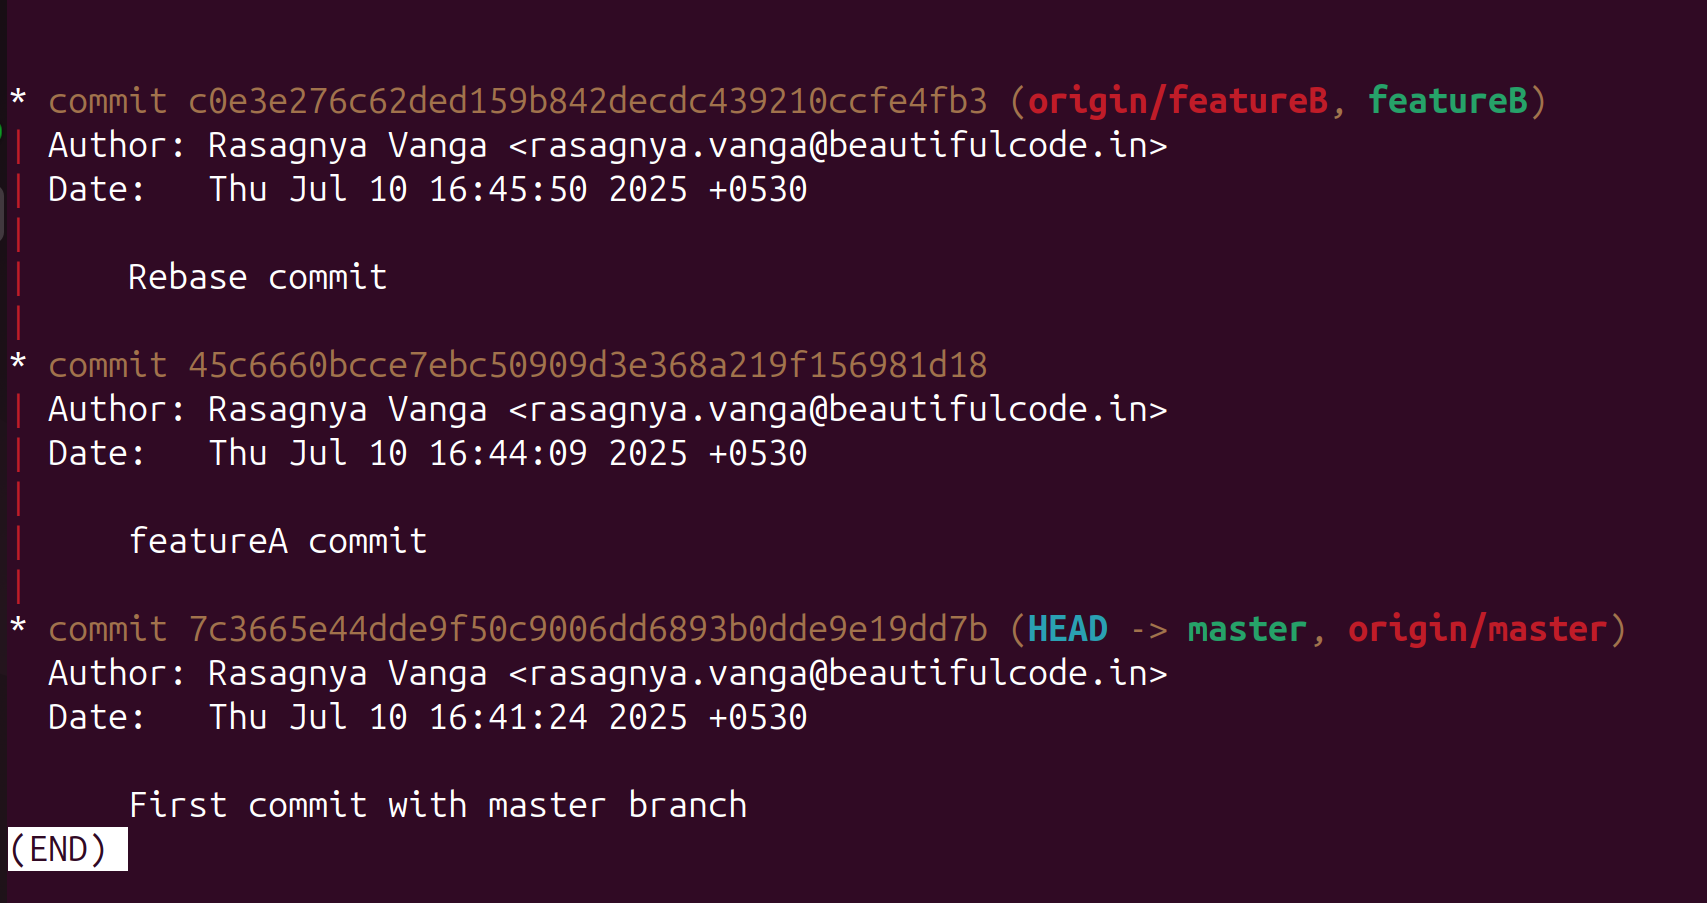 * commit c0e3e276c62ded159b842decdc439210ccfe4fb3 (origin/featureB, featureB)
| Author: Rasagnya Vanga <rasagnya.vanga@beautifulcode.in>
| Date:   Thu Jul 10 16:45:50 2025 +0530
|
|     Rebase commit
|
* commit 45c6660bcce7ebc50909d3e368a219f156981d18
| Author: Rasagnya Vanga <rasagnya.vanga@beautifulcode.in>
| Date:   Thu Jul 10 16:44:09 2025 +0530
|
|     featureA commit
|
* commit 7c3665e44dde9f50c9006dd6893b0dde9e19dd7b (HEAD -> master, origin/master)
  Author: Rasagnya Vanga <rasagnya.vanga@beautifulcode.in>
  Date:   Thu Jul 10 16:41:24 2025 +0530

      First commit with master branch
(END)